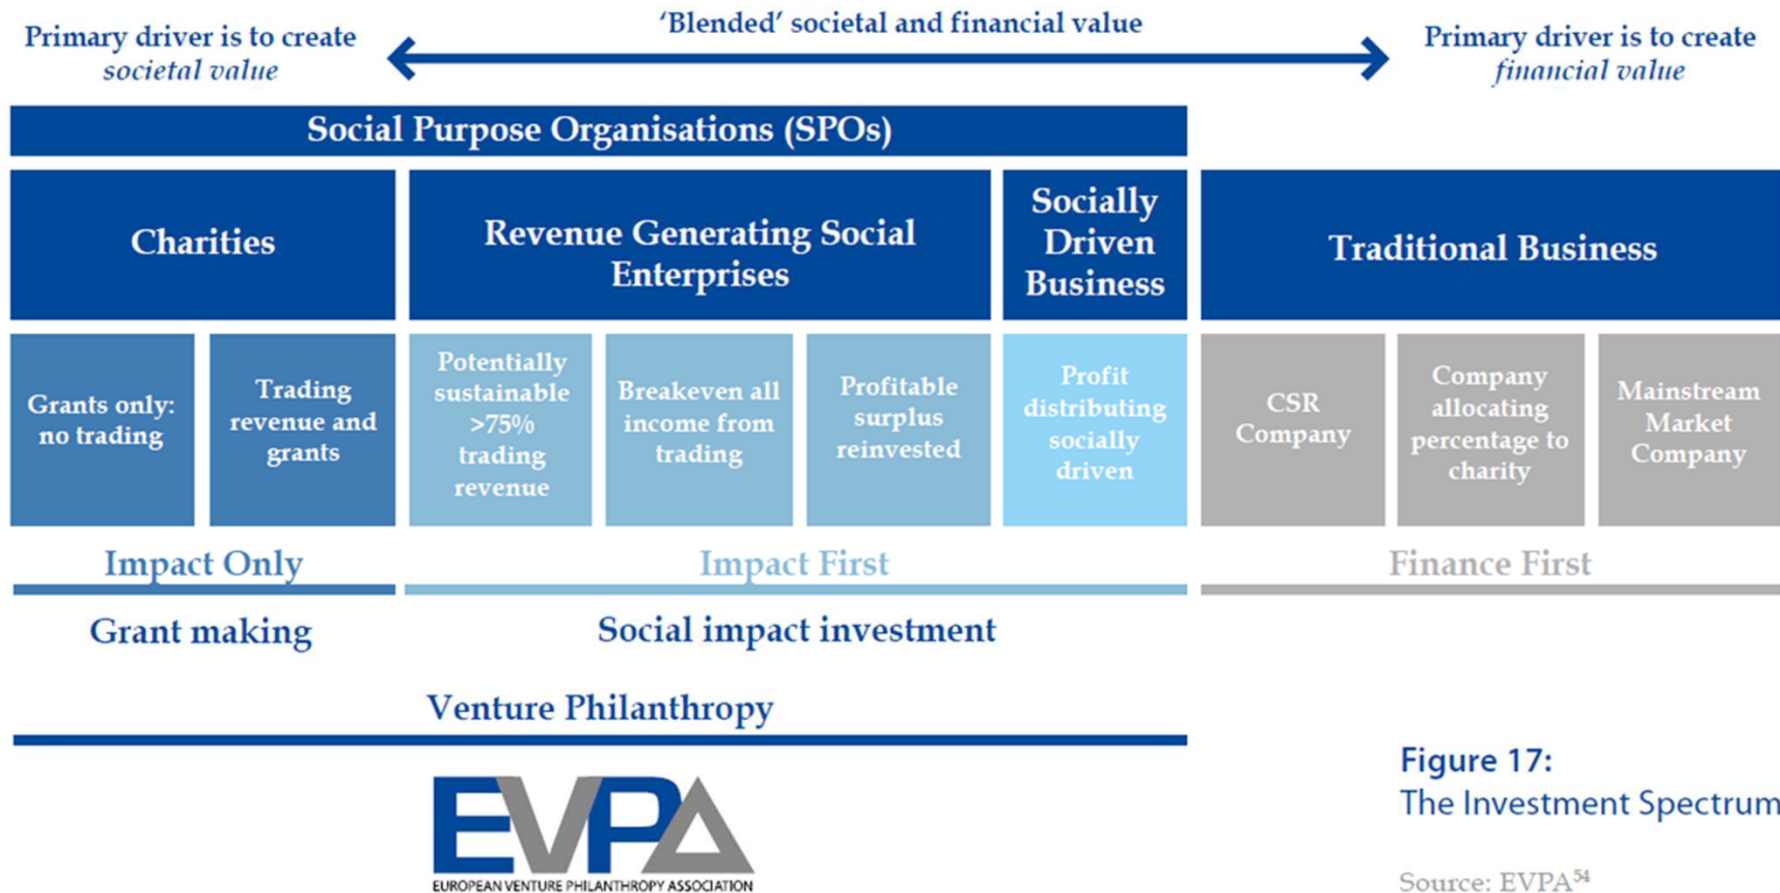 Primary driver is to create
societal value
‘Blended’ societal and financial value
Primary driver is to create
financial value
Social Purpose Organisations (SPOs)
Charities
Revenue Generating Social
Enterprises
Socially
Driven
Business
Traditional Business
Grants only:
no trading
Trading
revenue and
grants
Potentially
sustainable
>75%
trading
revenue
Breakeven all
income from
trading
Profitable
surplus
reinvested
Profit
distributing
socially
driven
CSR
Company
Company
allocating
percentage to
charity
Mainstream
Market
Company
Impact Only
Impact First
Finance First
Grant making
Social impact investment
Venture Philanthropy
EVPA
EUROPEAN VENTURE PHILANTHROPY ASSOCIATION
Figure 17:
The Investment Spectrum
Source: EVPA54